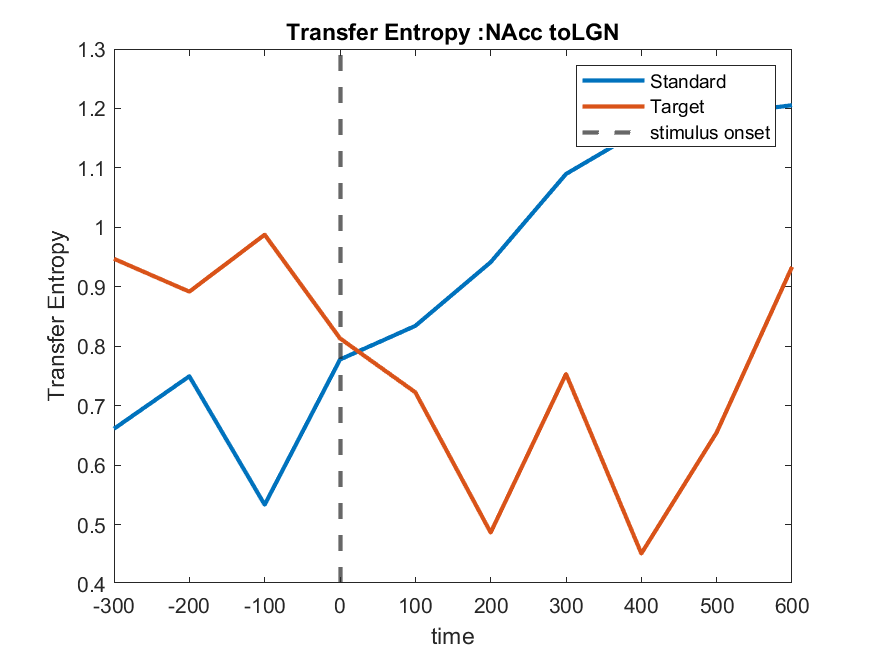 Transfer Entropy :NAcc toLGN
Standard
Target
stimulus onset
Transfer Entropy
1.3
1.2
1.1
1
0.9
0.8
0.7
0.6
0.5
0.4
-300 -200 -100 0 100 200 300 400 500 600
time